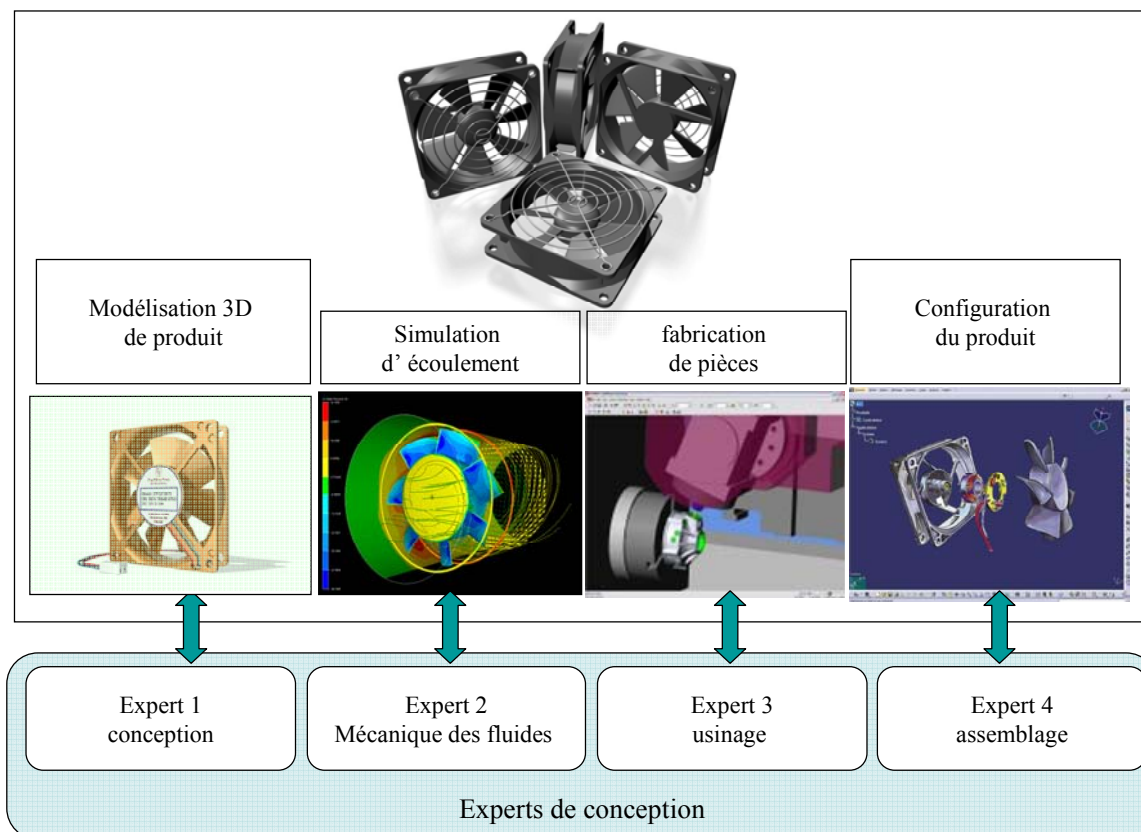 Modélisation 3D
de produit
Simulation
d’ écoulement
fabrication
de pièces
Configuration
du produit
Expert 1
conception
Expert 2
Mécanique des fluides
Expert 3
usinage
Expert 4
assemblage
Experts de conception